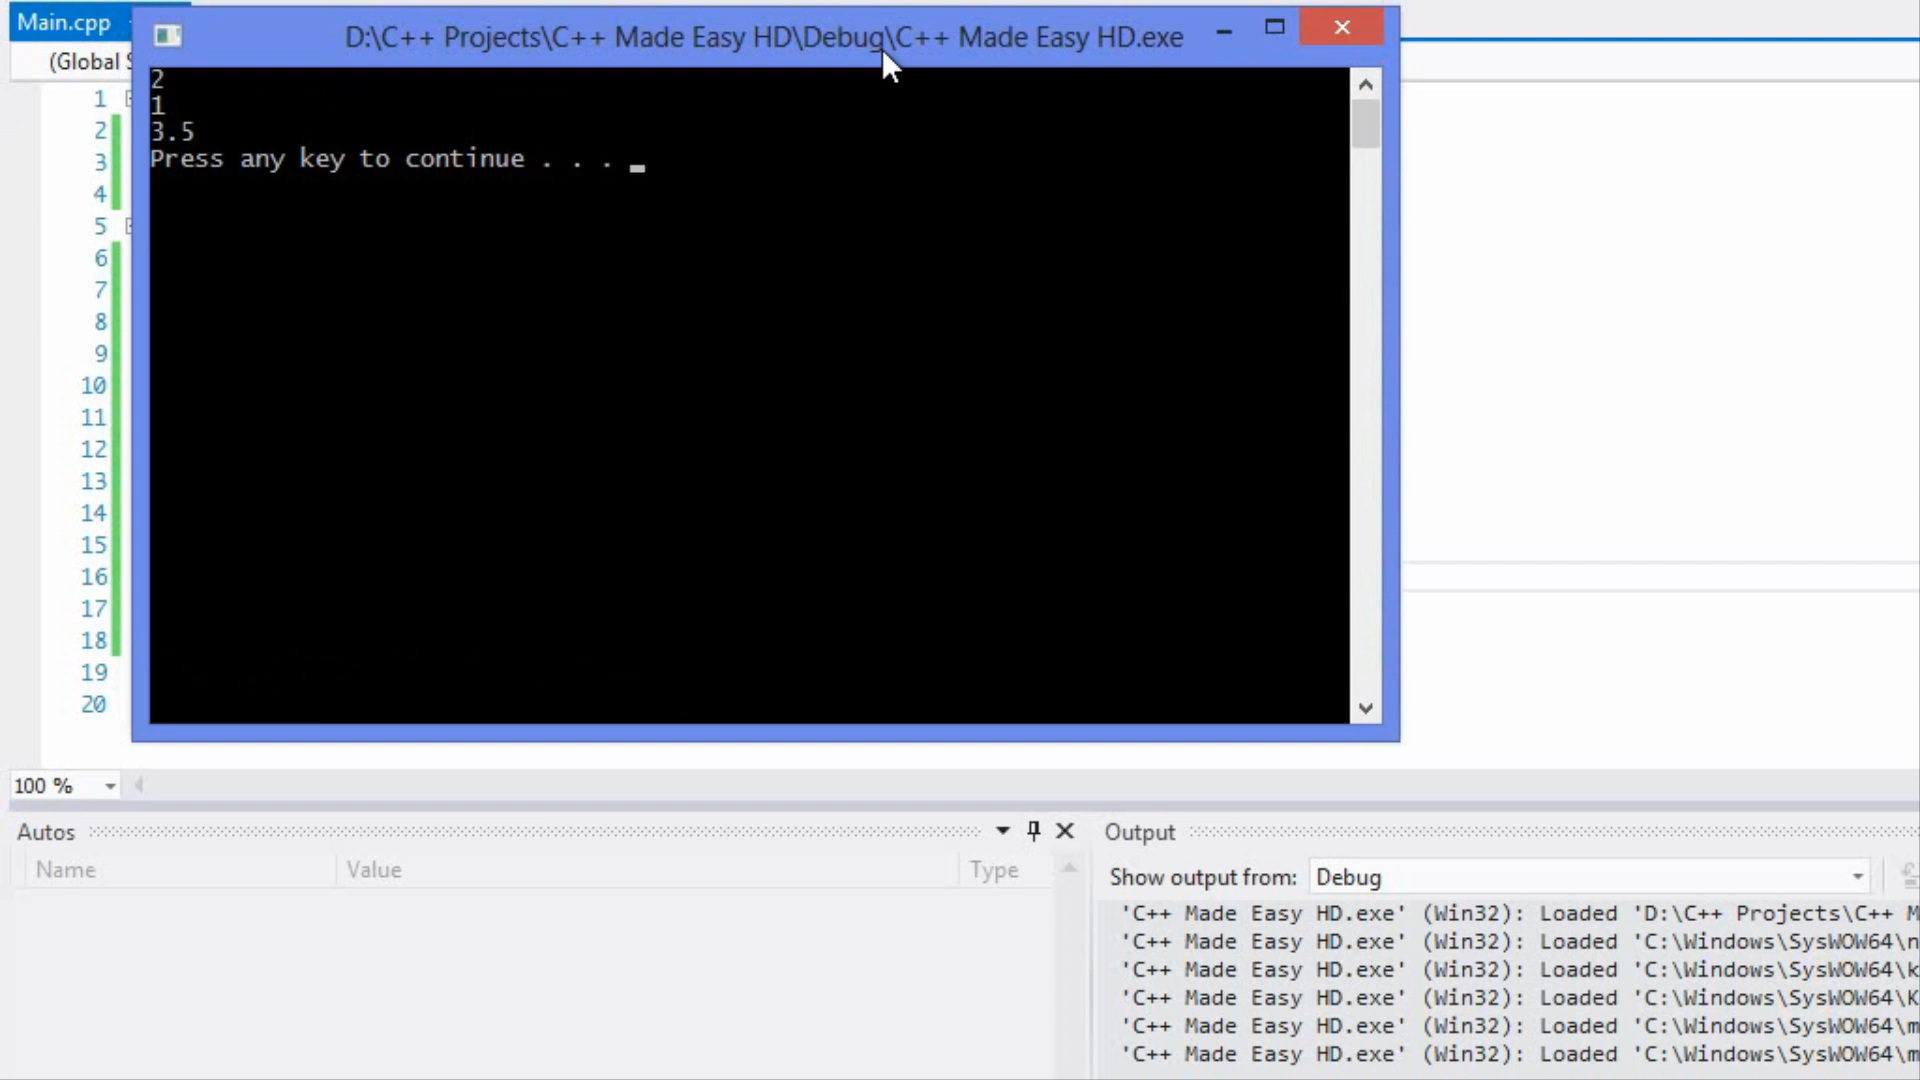 Main.cpp
D:\C++ Projects\C++ Made Easy HD\Debug\C++ Made Easy HD.exe
(Global S
2
1
3.5
Press any key to continue . . .
1
2
3
4
5
6
7
8
9
10
11
12
13
14
15
16
17
18
19
20
100 %
Autos
Name Value Type
Output
Show output from: Debug
'C++ Made Easy HD.exe' (Win32): Loaded 'D:\C++ Projects\C++ M
'C++ Made Easy HD.exe' (Win32): Loaded 'C:\Windows\SysWOW64\n
'C++ Made Easy HD.exe' (Win32): Loaded 'C:\Windows\SysWOW64\k
'C++ Made Easy HD.exe' (Win32): Loaded 'C:\Windows\SysWOW64\K
'C++ Made Easy HD.exe' (Win32): Loaded 'C:\Windows\SysWOW64\m
'C++ Made Easy HD.exe' (Win32): Loaded 'C:\Windows\SysWOW64\m